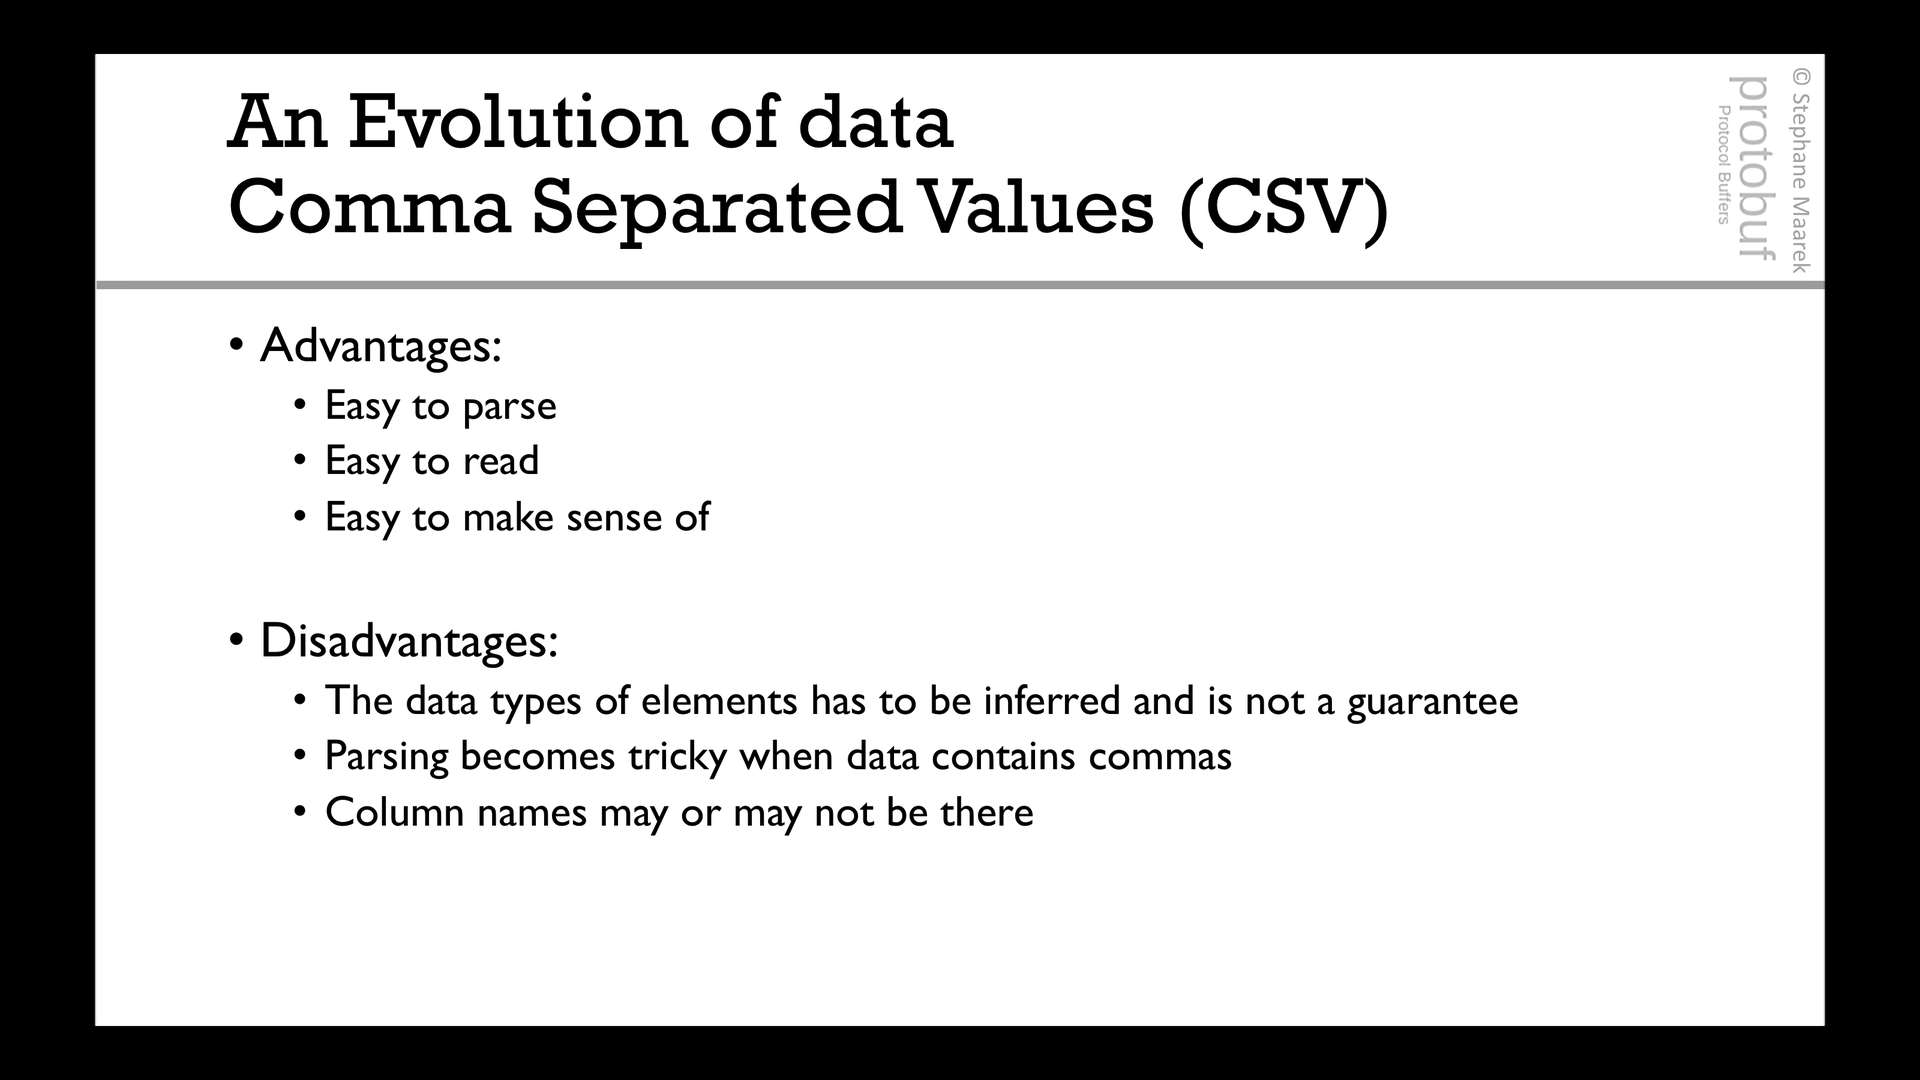 An Evolution of data
Comma Separated Values (CSV)
© Stephane Maarek
protobuf
Protocol Buffers
• Advantages:
• Easy to parse
• Easy to read
• Easy to make sense of
• Disadvantages:
• The data types of elements has to be inferred and is not a guarantee
• Parsing becomes tricky when data contains commas
• Column names may or may not be there